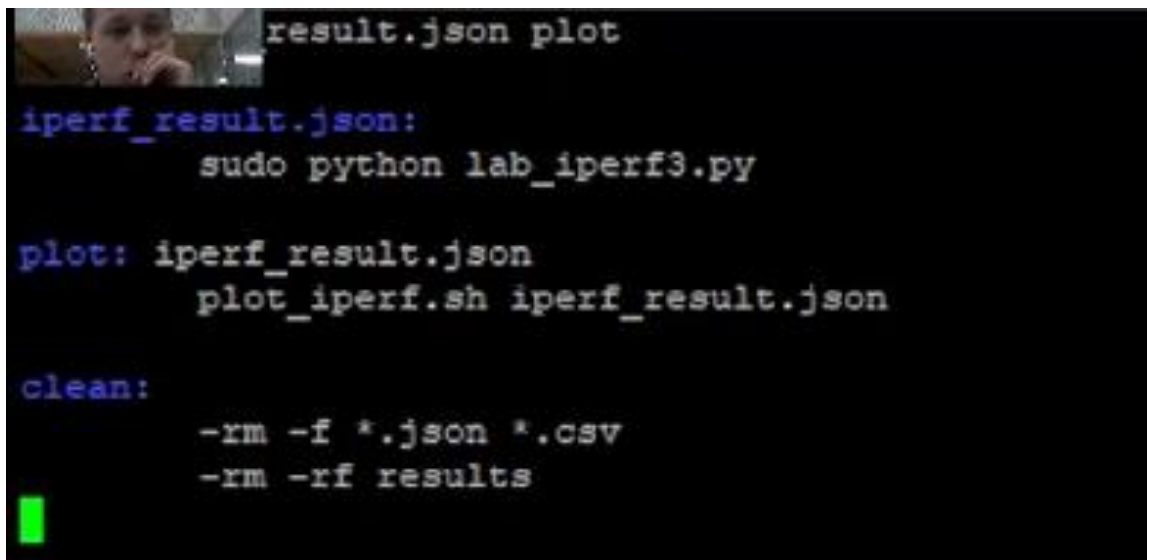 result.json plot
iperf_result.json:
sudo python lab_iperf3.py
plot: iperf_result.json
plot_iperf.sh iperf_result.json
clean:
-rm -f *.json *.csv
-rm -rf results